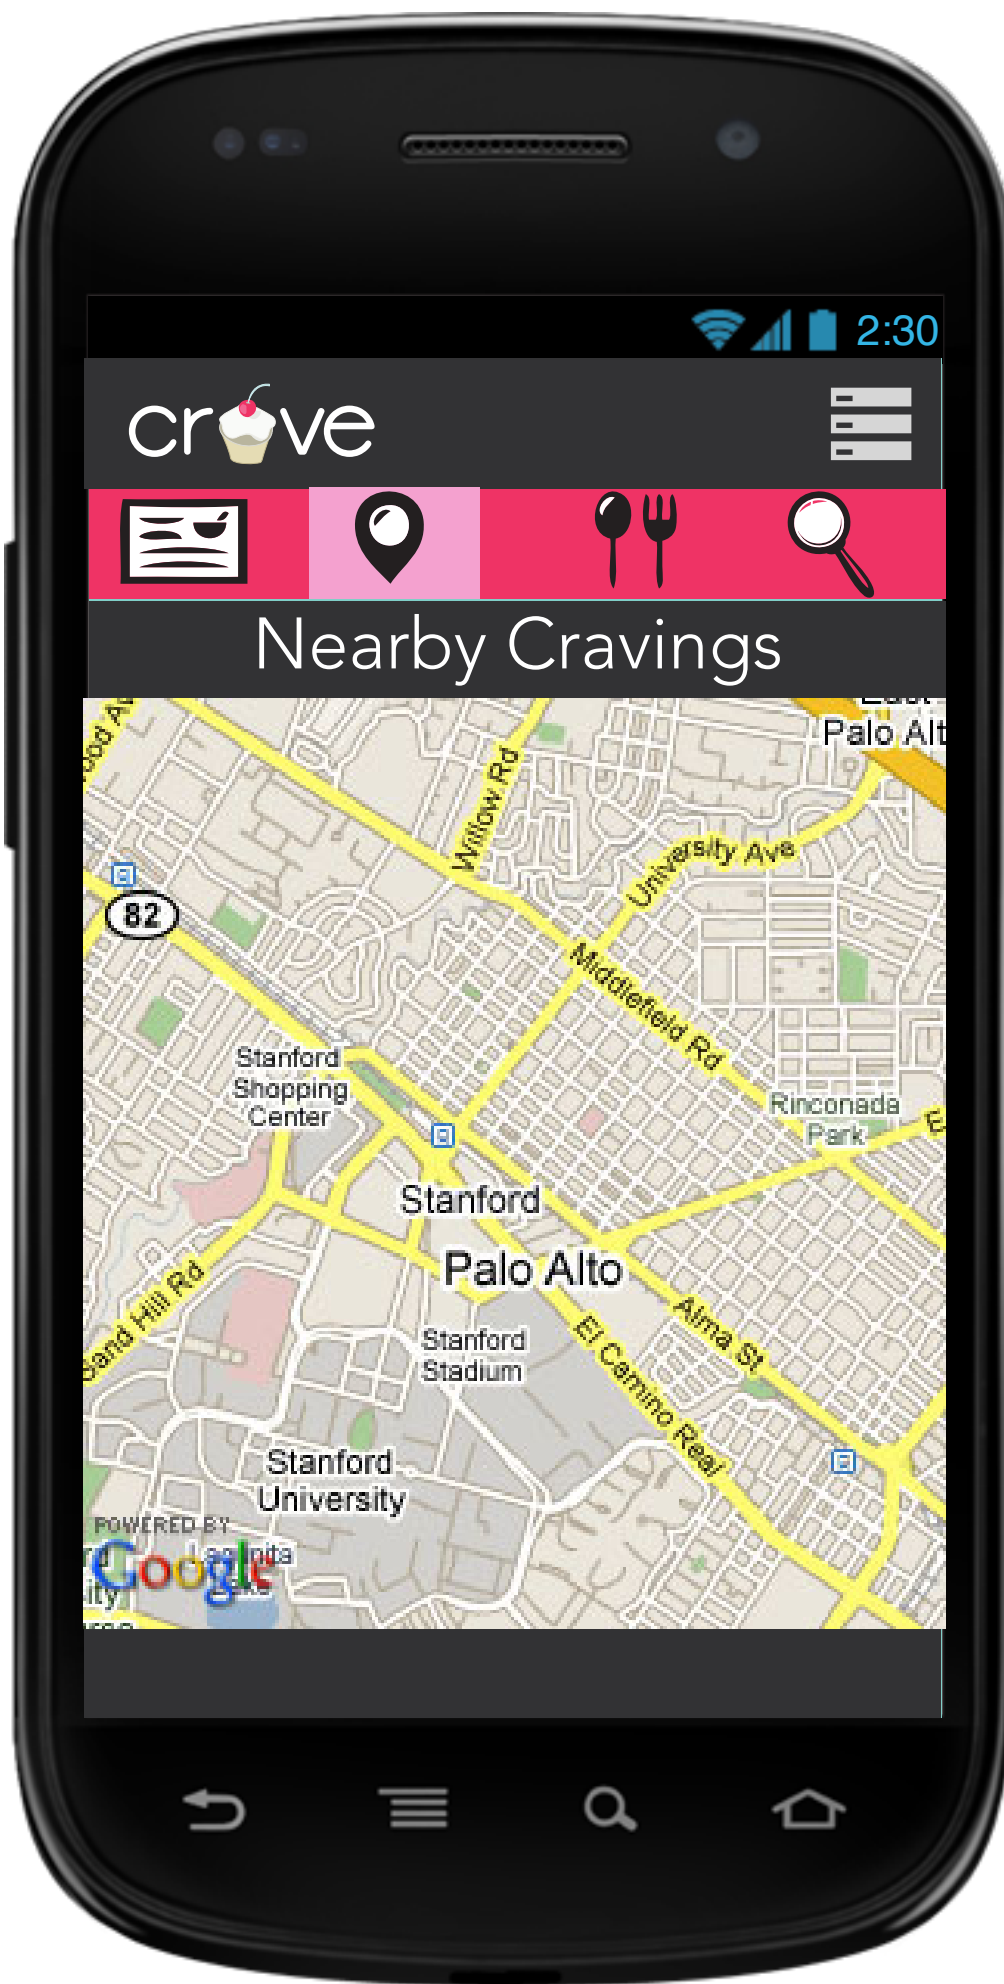 2:30
crave
Nearby Cravings
Palo Alt
Willow Rd
University Ave
82
Middlefield Rd
Stanford
Shopping
Center
Rinconada
Park
E
Stanford
Palo Alto
Sand Hill Rd
Alma St
Stanford
Stadium
El Camino Real
Stanford
University
POWERED BY
Google